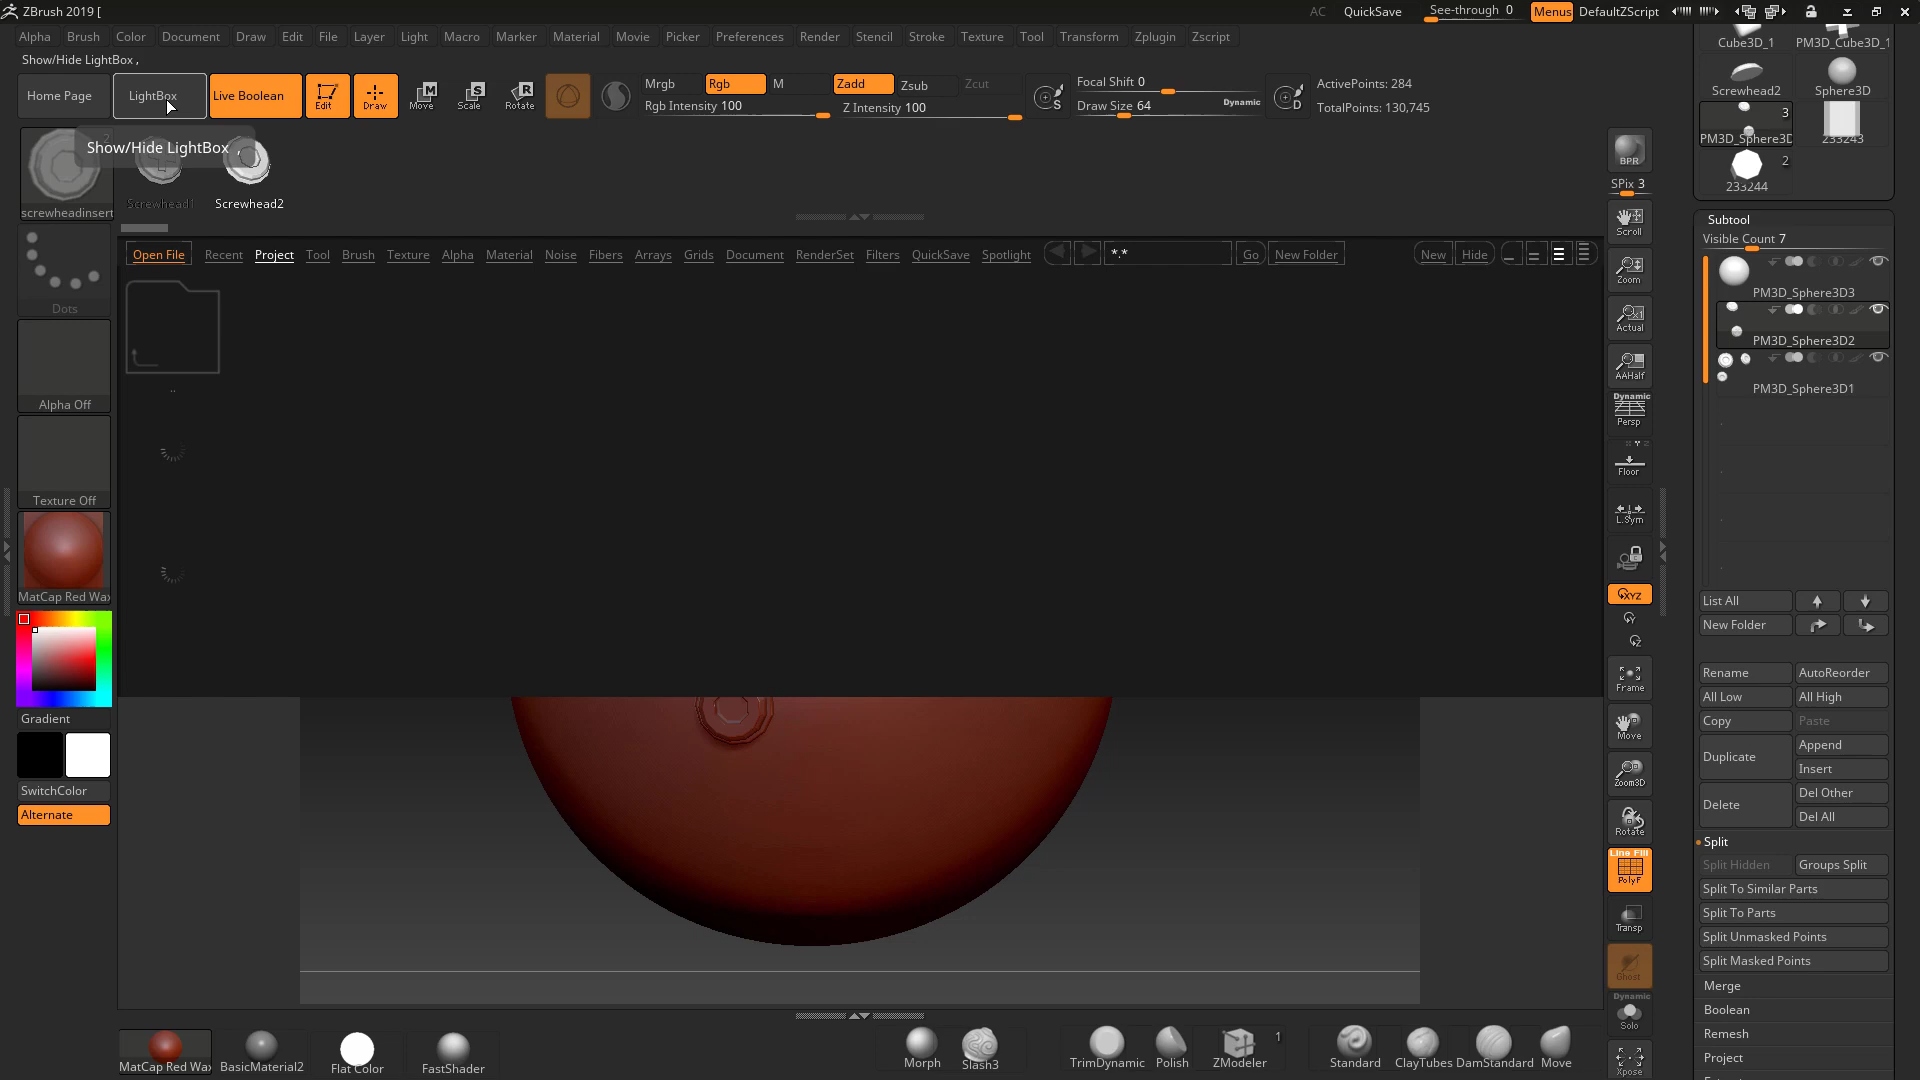 ZBrush 2019 [
AC QuickSave See-through 0 Menus DefaultZScript
Alpha Brush Color Document Draw Edit File Layer Light Macro Marker Material Movie Picker Preferences Render Stencil Stroke Texture Tool Transform Zplugin Zscript
Show/Hide LightBox ,
Home Page LightBox Live Boolean Edit Draw Move Scale Rotate
Mrgb Rgb M Zadd Zsub Zcut
Rgb Intensity 100 Z Intensity 100
Focal Shift 0
Draw Size 64 Dynamic
ActivePoints: 284
TotalPoints: 130,745
Show/Hide LightBox ,
screwheadinsert Screwhead1 Screwhead2
Open File Recent Project Tool Brush Texture Alpha Material Noise Fibers Arrays Grids Document RenderSet Filters QuickSave Spotlight *.* Go New Folder New Hide
..
Dots
Alpha Off
Texture Off
MatCap Red Wax
Gradient
SwitchColor
Alternate
BPR
SPix 3
Scroll
Zoom
Actual
AAHalf
Dynamic
Persp
Floor
L.Sym
XYZ
Y
Z
Frame
Move
Zoom3D
Rotate
Line Fill
PolyF
Transp
Ghost
Dynamic
Solo
Xpose
Cube3D_1 PM3D_Cube3D_1
Screwhead2 Sphere3D
3
PM3D_Sphere3D 233243
2
233244
Subtool
Visible Count 7
PM3D_Sphere3D3
PM3D_Sphere3D2
PM3D_Sphere3D1
List All
New Folder
Rename AutoReorder
All Low All High
Copy Paste
Duplicate Append
Insert
Delete Del Other
Del All
Split
Split Hidden Groups Split
Split To Similar Parts
Split To Parts
Split Unmasked Points
Split Masked Points
Merge
Boolean
Remesh
Project
MatCap Red Wax BasicMaterial2 Flat Color FastShader Morph Slash3 TrimDynamic Polish ZModeler 1 Standard ClayTubes DamStandard Move